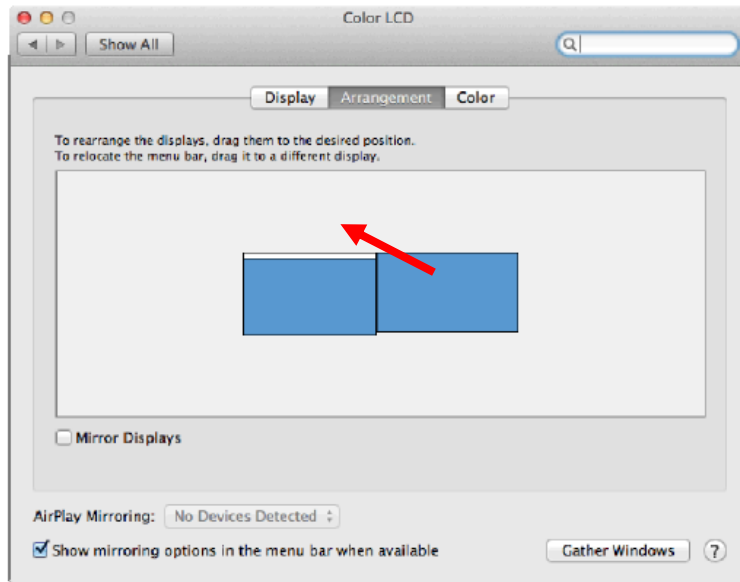 Color LCD
Show All
Display Arrangement Color
To rearrange the displays, drag them to the desired position.
To relocate the menu bar, drag it to a different display.
Mirror Displays
AirPlay Mirroring: No Devices Detected
Show mirroring options in the menu bar when available
Gather Windows ?